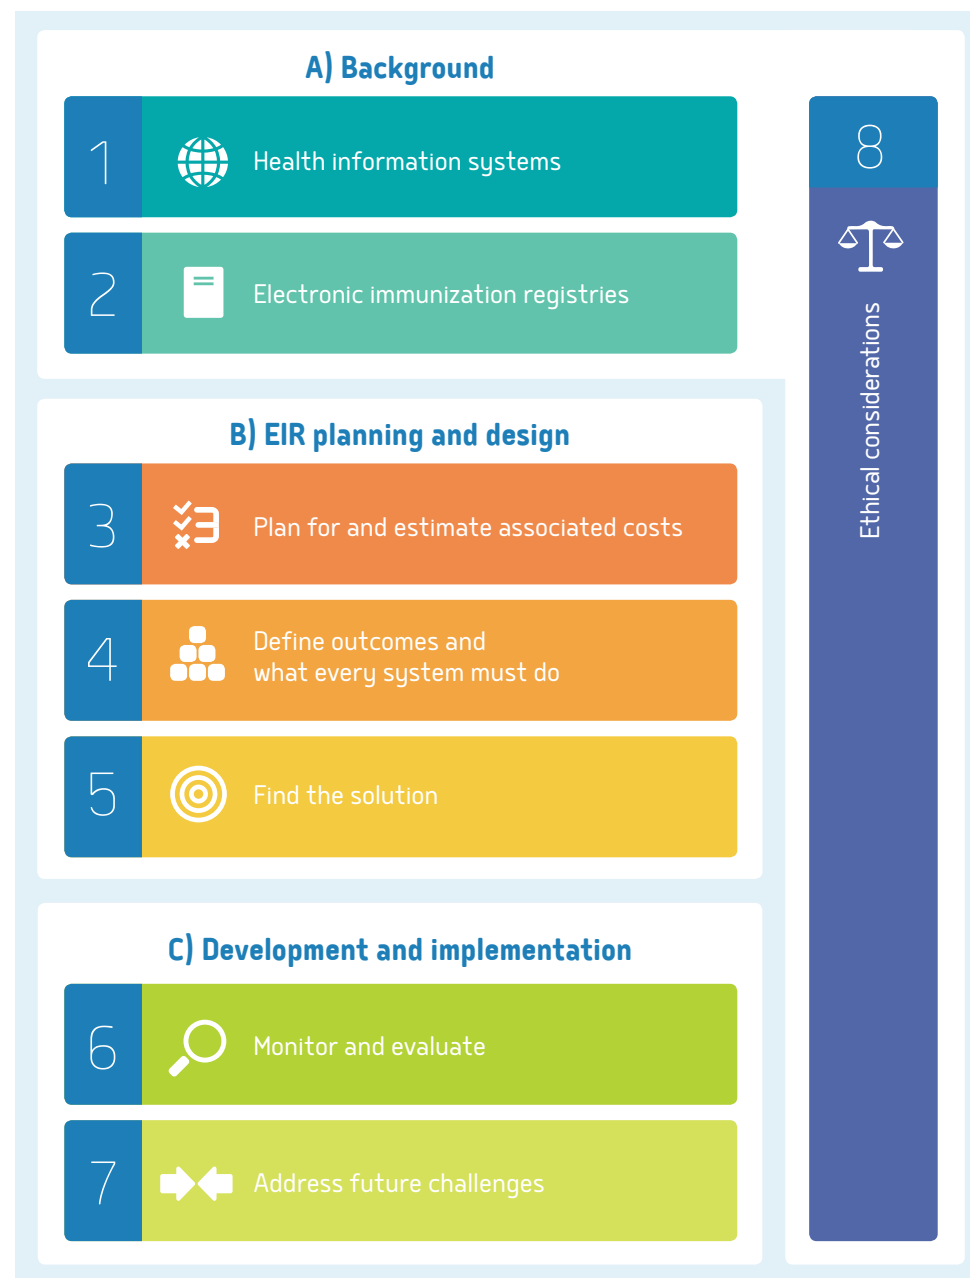 A) Background
1
Health information systems
2
Electronic immunization registries
B) EIR planning and design
3
Plan for and estimate associated costs
4
Define outcomes and
what every system must do
5
Find the solution
C) Development and implementation
6
Monitor and evaluate
7
Address future challenges
8
Ethical considerations